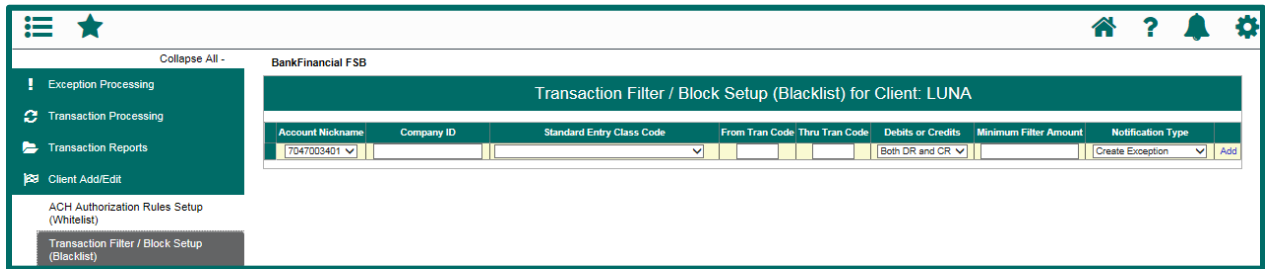 ?
Collapse All -
BankFinancial FSB
! Exception Processing
Transaction Processing
Transaction Reports
Client Add/Edit
ACH Authorization Rules Setup
(Whitelist)
Transaction Filter / Block Setup
(Blacklist)
Transaction Filter / Block Setup (Blacklist) for Client: LUNA
Account Nickname Company ID Standard Entry Class Code From Tran Code Thru Tran Code Debits or Credits Minimum Filter Amount Notification Type
7047003401 Both DR and CR Create Exception Add